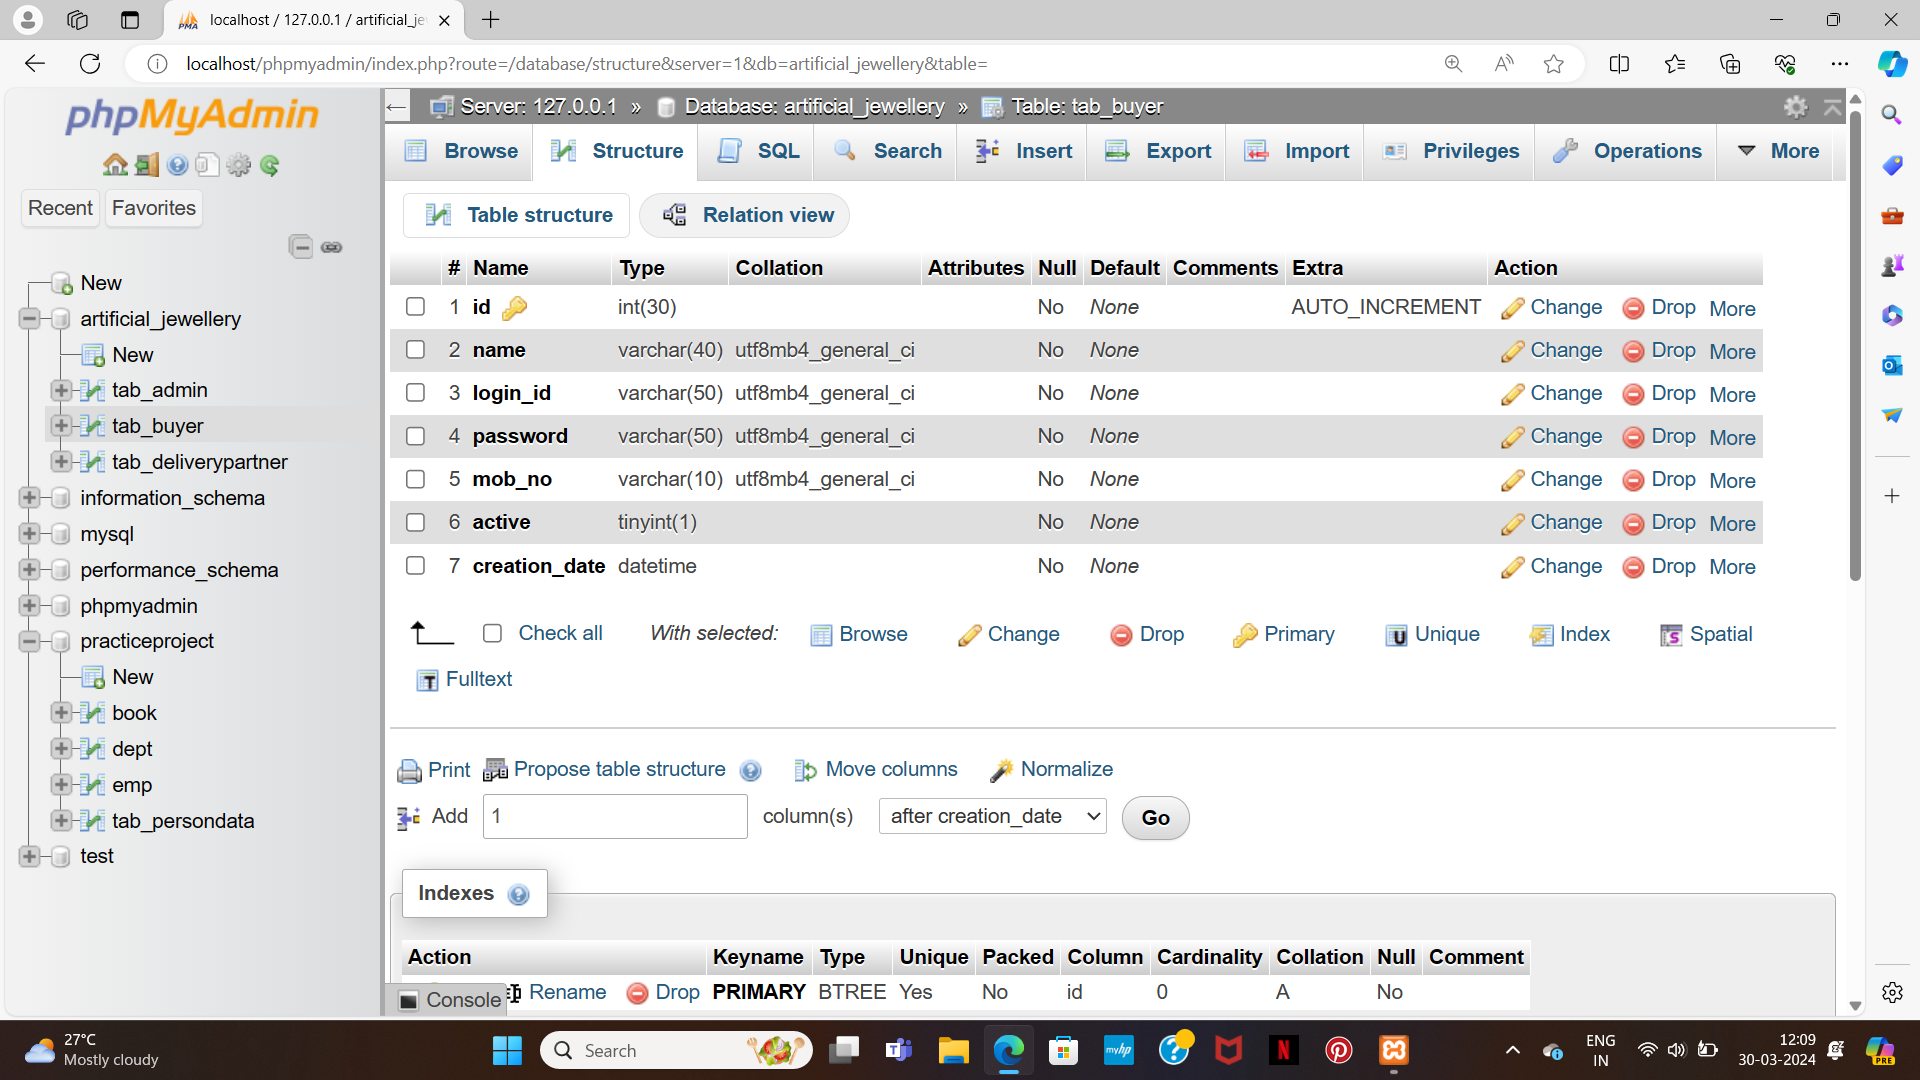 localhost / 127.0.0.1 / artificial_je
localhost/phpmyadmin/index.php?route=/database/structure&server=1&db=artificial_jewellery&table=
phpMyAdmin
Recent Favorites
New
artificial_jewellery
New
tab_admin
tab_buyer
tab_deliverypartner
information_schema
mysql
performance_schema
phpmyadmin
practiceproject
New
book
dept
emp
tab_persondata
test
Server: 127.0.0.1 » Database: artificial_jewellery » Table: tab_buyer
Browse Structure SQL Search Insert Export Import Privileges Operations More
Table structure Relation view
# Name Type Collation Attributes Null Default Comments Extra Action
1 id int(30) No None AUTO_INCREMENT Change Drop More
2 name varchar(40) utf8mb4_general_ci No None Change Drop More
3 login_id varchar(50) utf8mb4_general_ci No None Change Drop More
4 password varchar(50) utf8mb4_general_ci No None Change Drop More
5 mob_no varchar(10) utf8mb4_general_ci No None Change Drop More
6 active tinyint(1) No None Change Drop More
7 creation_date datetime No None Change Drop More
Check all With selected: Browse Change Drop Primary Unique Index Spatial
Fulltext
Print Propose table structure Move columns Normalize
Add 1 column(s) after creation_date Go
Indexes
Action Keyname Type Unique Packed Column Cardinality Collation Null Comment
Rename Drop PRIMARY BTREE Yes No id 0 A No
Console
27°C
Mostly cloudy
Search
ENG
IN
12:09
30-03-2024